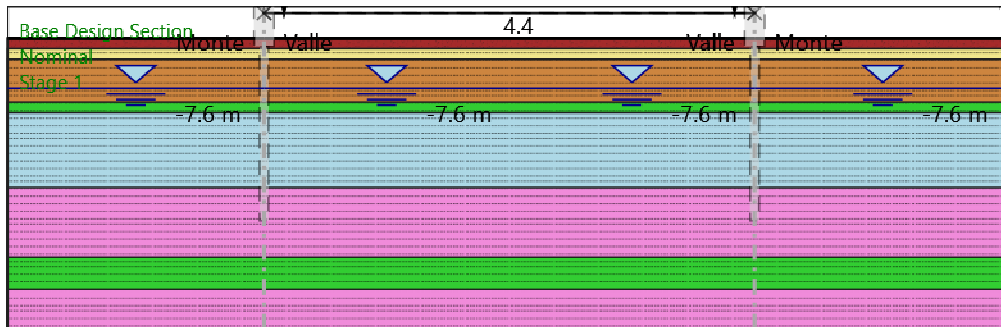 4.4
Base Design Section
Monte Valle Valle Monte
Nominal
Stage 1
-7.6 m -7.6 m -7.6 m -7.6 m